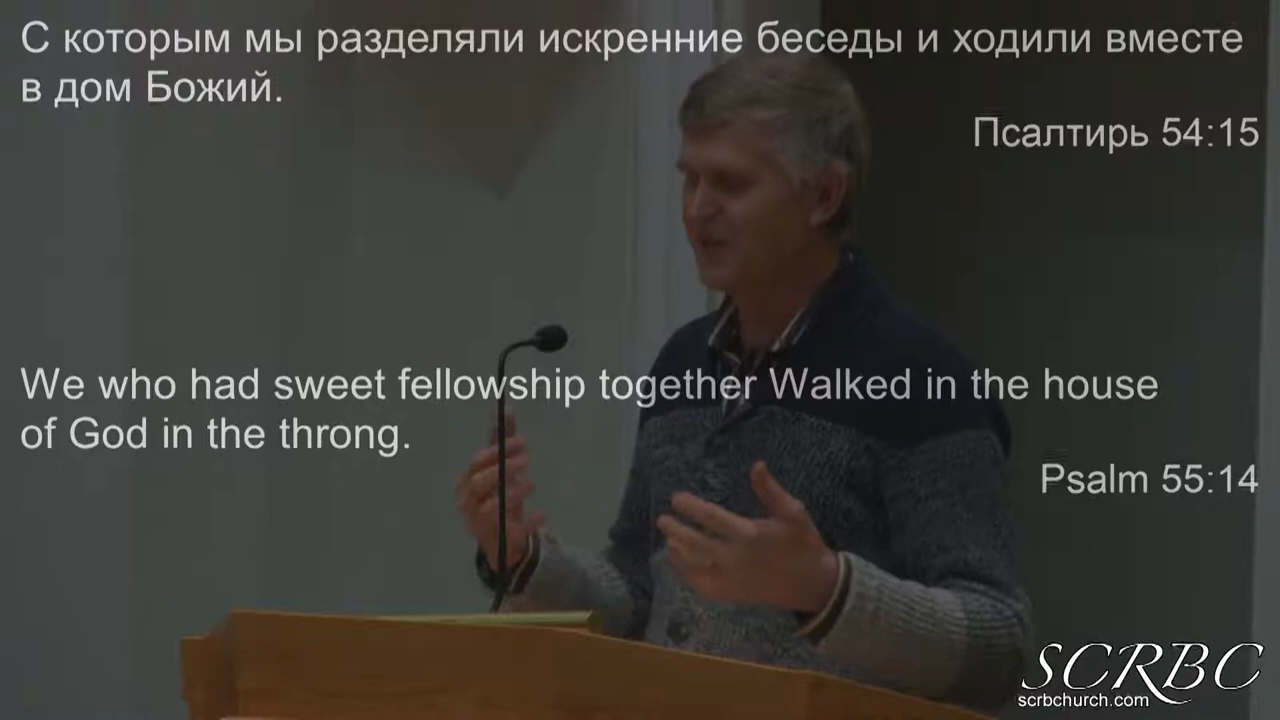 С которым мы разделяли искренние беседы и ходили вместе
в дом Божий.
Псалтирь 54:15
We who had sweet fellowship together Walked in the house
of God in the throng.
Psalm 55:14
SCRBC
scrbchurch.com